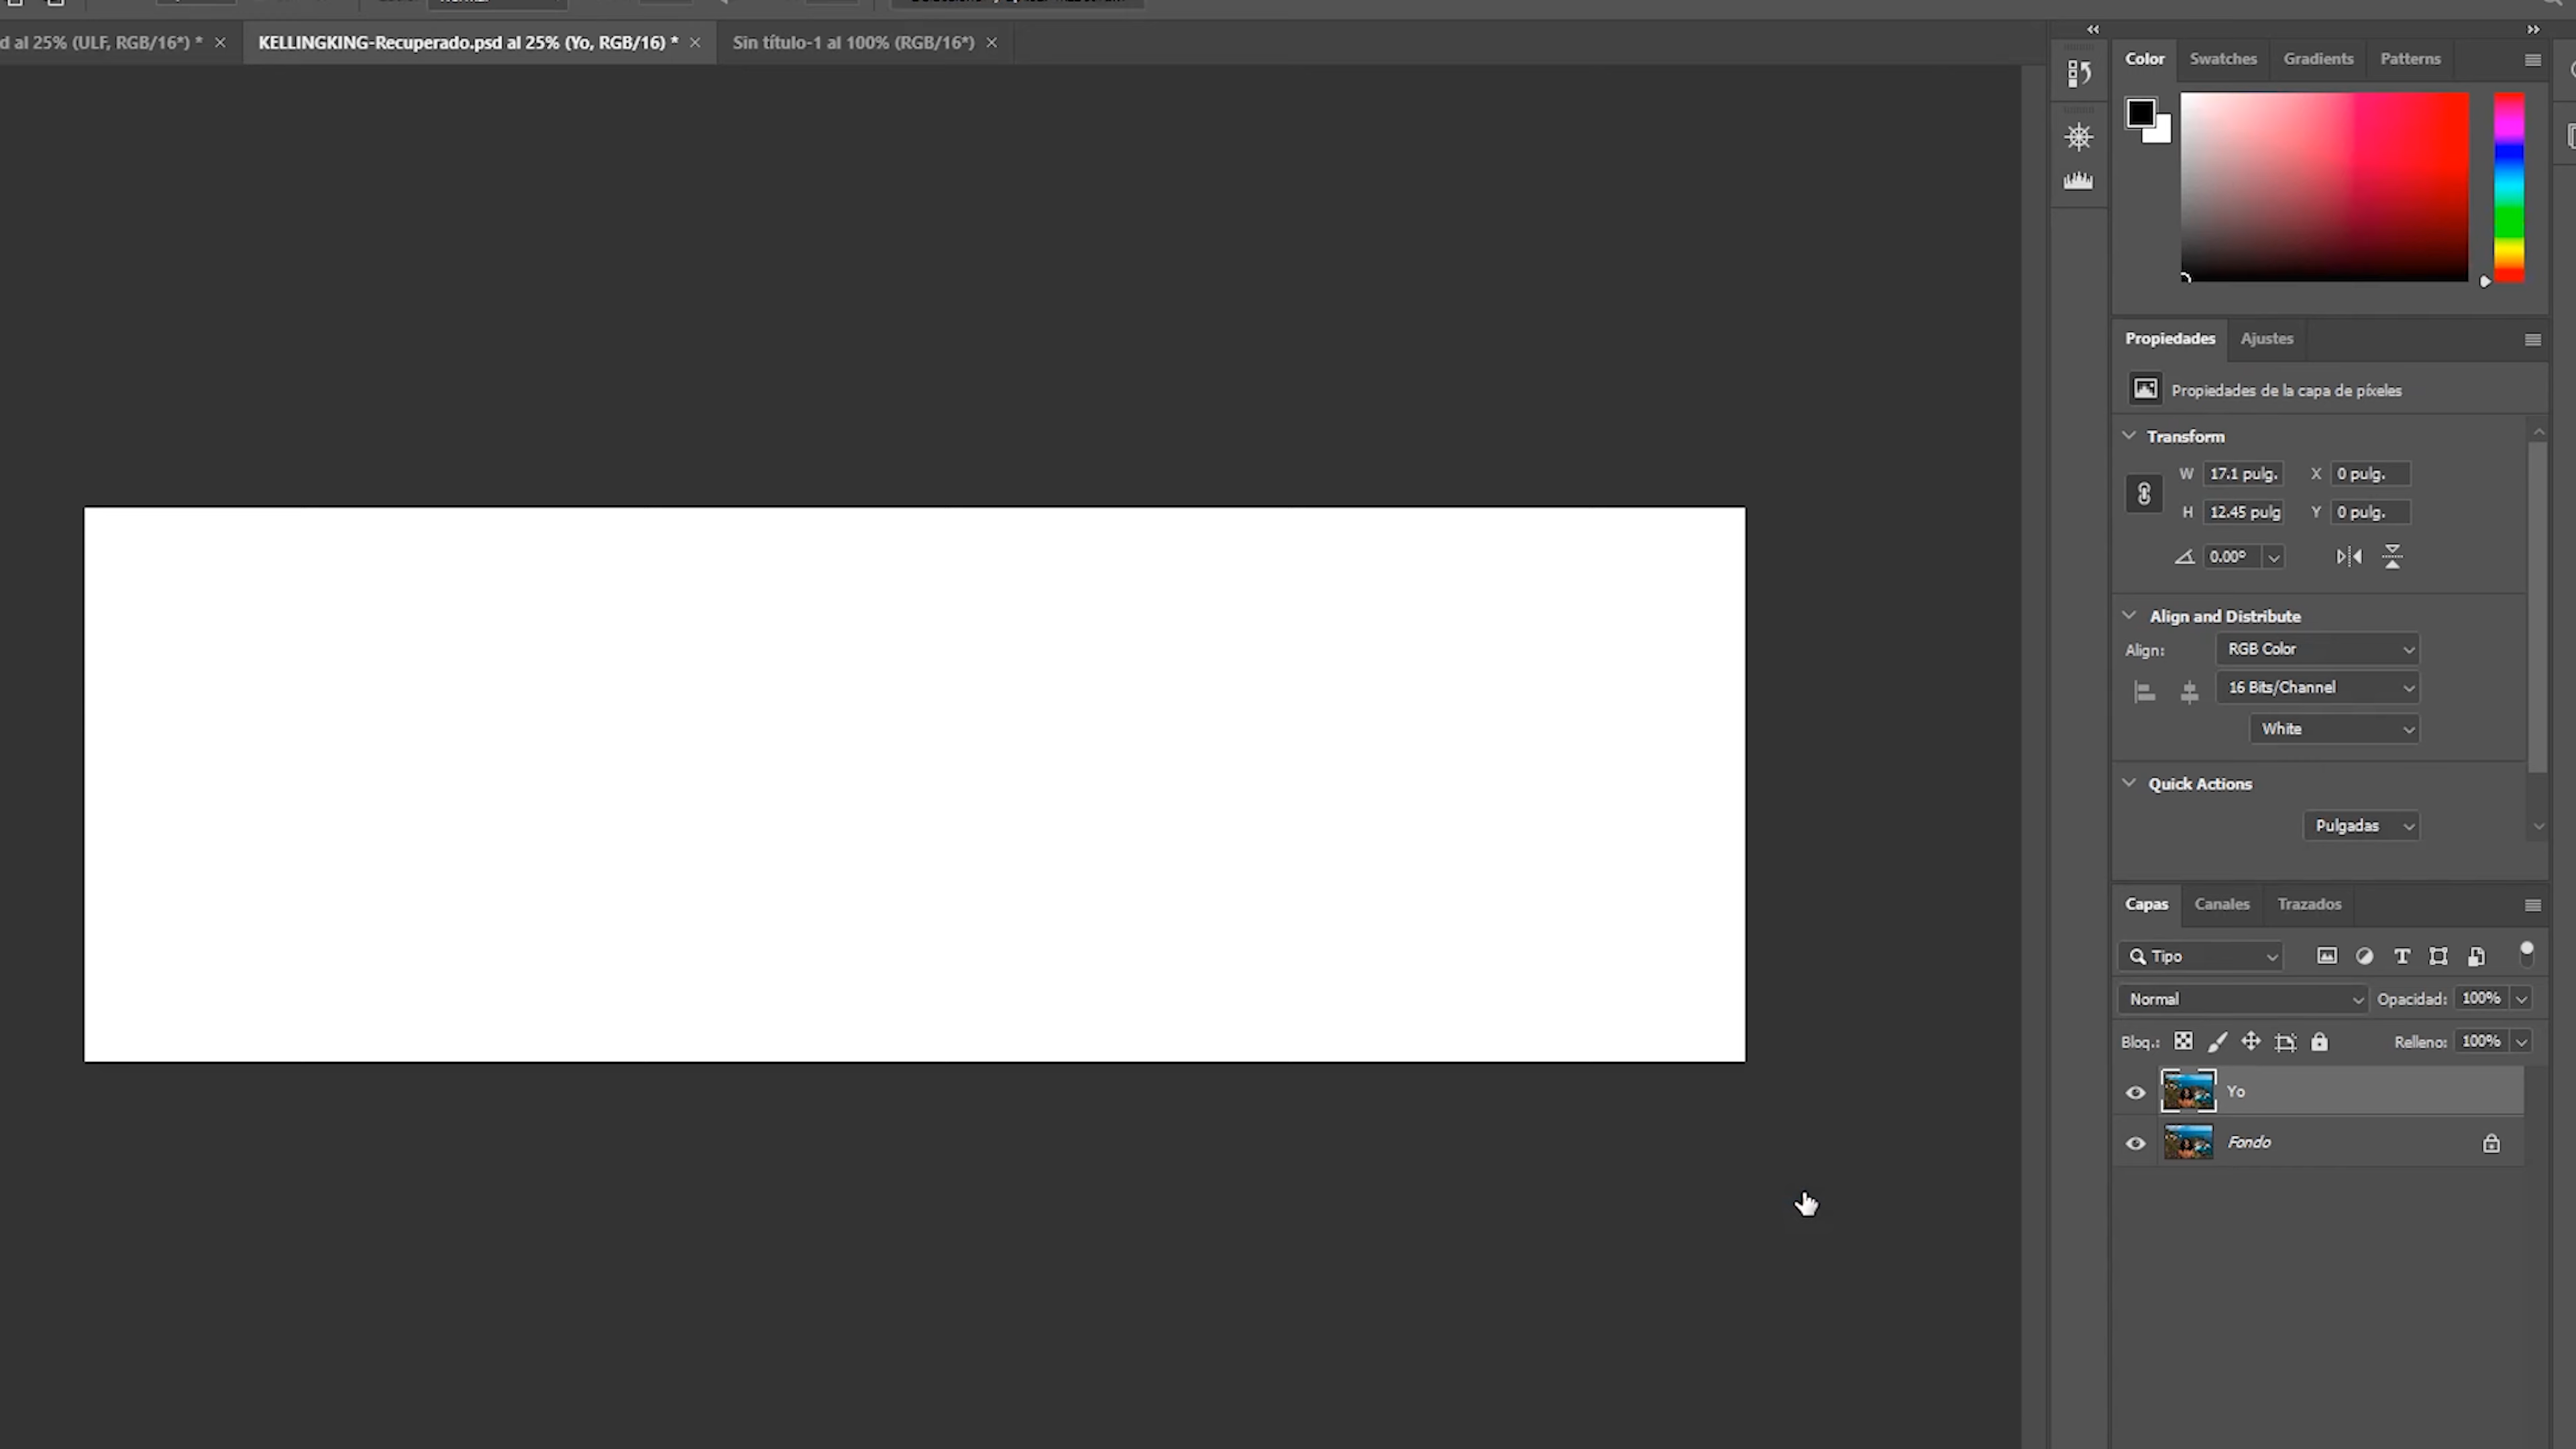 d al 25% (ULF, RGB/16*) *
KELLINGKING-Recuperado.psd al 25% (Yo, RGB/16) *
Sin título-1 al 100% (RGB/16*)
Color
Swatches
Gradients
Patterns
Propiedades
Ajustes
Propiedades de la capa de píxeles
Transform
W 17.1 pulg. X 0 pulg.
H 12.45 pulg Y 0 pulg.
0.00°
Align and Distribute
Align: RGB Color
16 Bits/Channel
White
Quick Actions
Pulgadas
Capas
Canales
Trazados
Tipo
Normal Opacidad: 100%
Bloq.: Relleno: 100%
Yo
Fondo